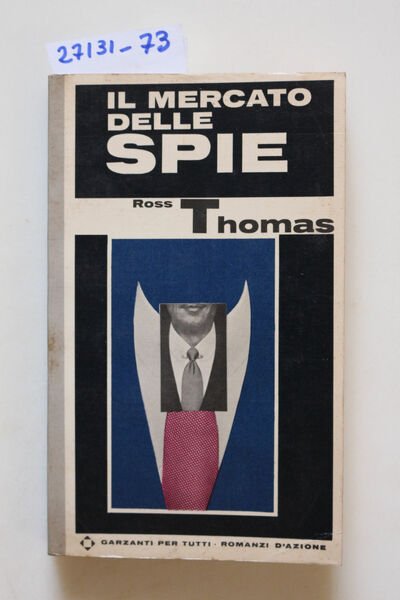 27131-73
IL MERCATO
DELLE
SPIE
Ross Thomas
GARZANTI PER TUTTI · ROMANZI D'AZIONE